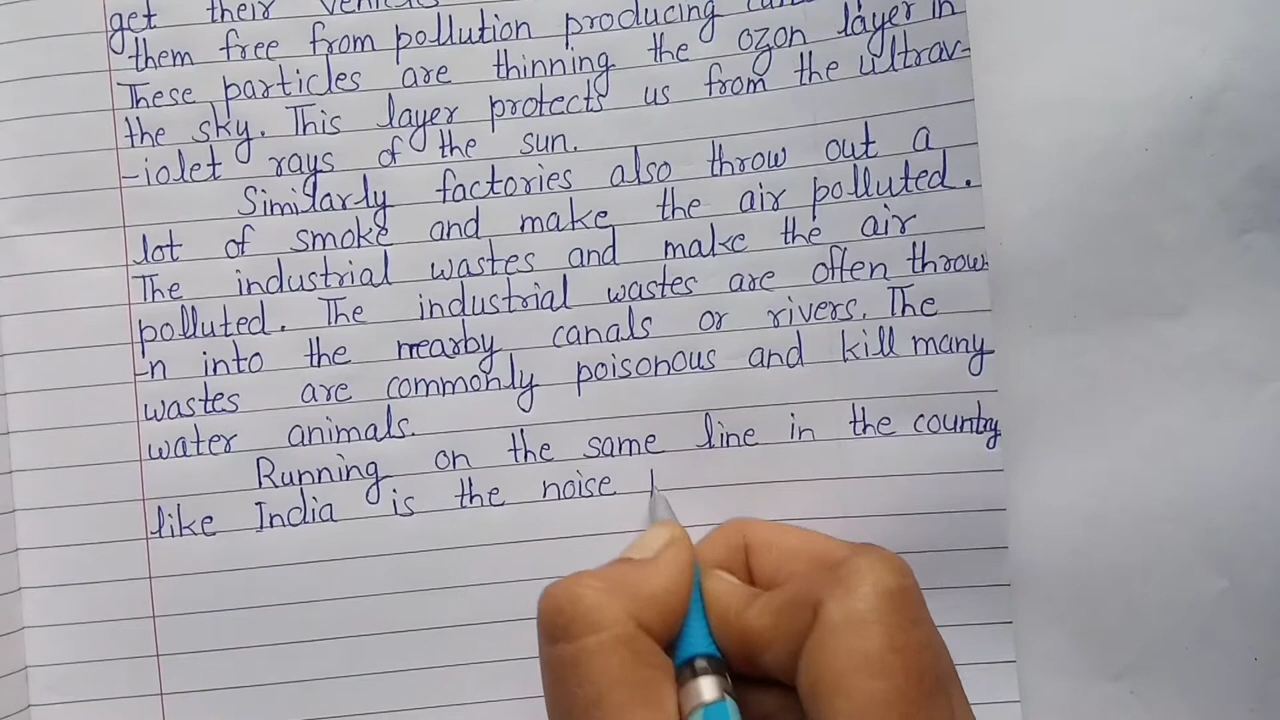 get their
them free from pollution producing
These particles are thinning the ozon layer in
the sky. This layer protects us from the ultrav-
-iolet rays of the sun.
Similarly factories also throw out a
lot of smoke and make the air polluted.
The industrial wastes and make the air
polluted. The industrial wastes are often throw
-n into the nearby canals or rivers. The
wastes are commonly poisonous and kill many
water animals.
Running on the same line in the country
like India is the noise